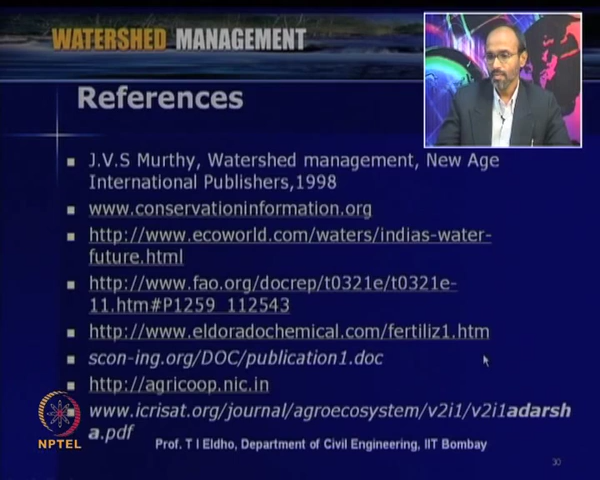 WATERSHED MANAGEMENT
References
J.V.S Murthy, Watershed management, New Age
International Publishers,1998
www.conservationinformation.org
http://www.ecoworld.com/waters/indias-water-
future.html
http://www.fao.org/docrep/t0321e/t0321e-
11.htm#P1259_112543
http://www.eldoradochemical.com/fertiliz1.htm
scon-ing.org/DOC/publication1.doc
http://agricoop.nic.in
www.icrisat.org/journal/agroecosystem/v2i1/v2i1adarsh
a.pdf
NPTEL
Prof. T I Eldho, Department of Civil Engineering, IIT Bombay
30